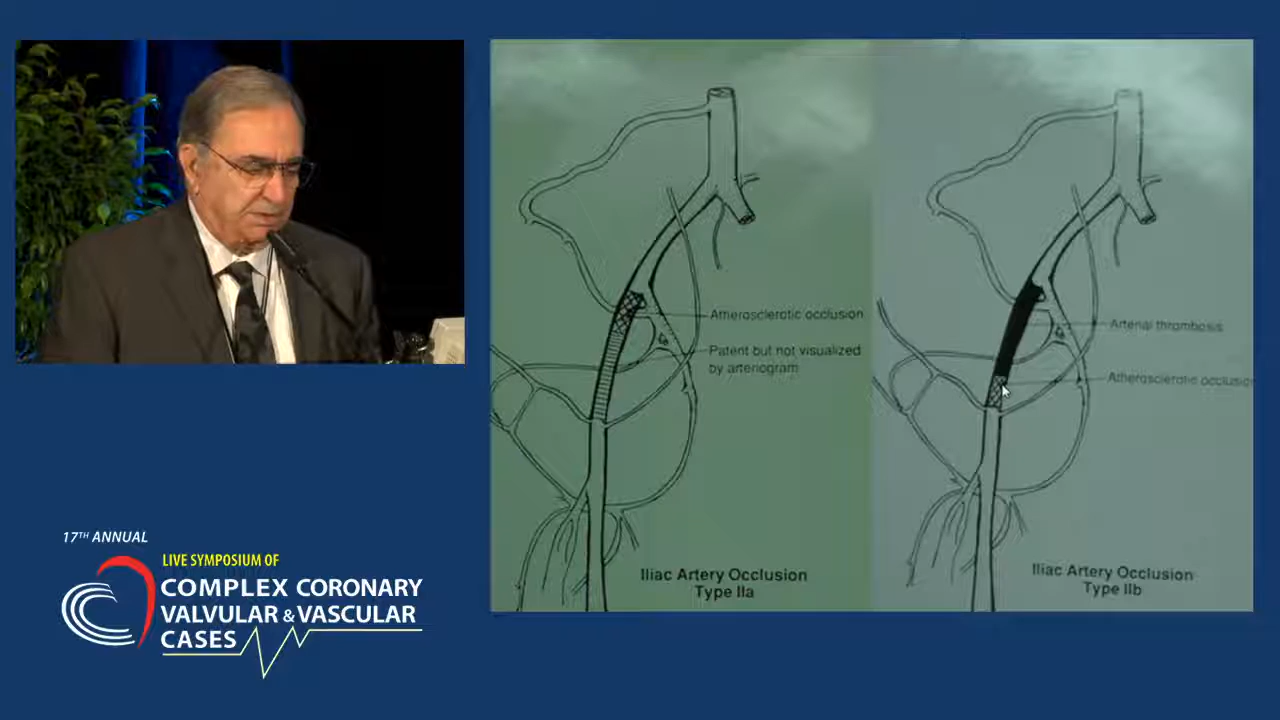 Atherosclerotic occlusion
Patent but not visualized
by arteriogram
Iliac Artery Occlusion
Type IIa
Arterial thrombosis
Atherosclerotic occlusion
Iliac Artery Occlusion
Type IIb
17TH ANNUAL
LIVE SYMPOSIUM OF
COMPLEX CORONARY
VALVULAR & VASCULAR
CASES